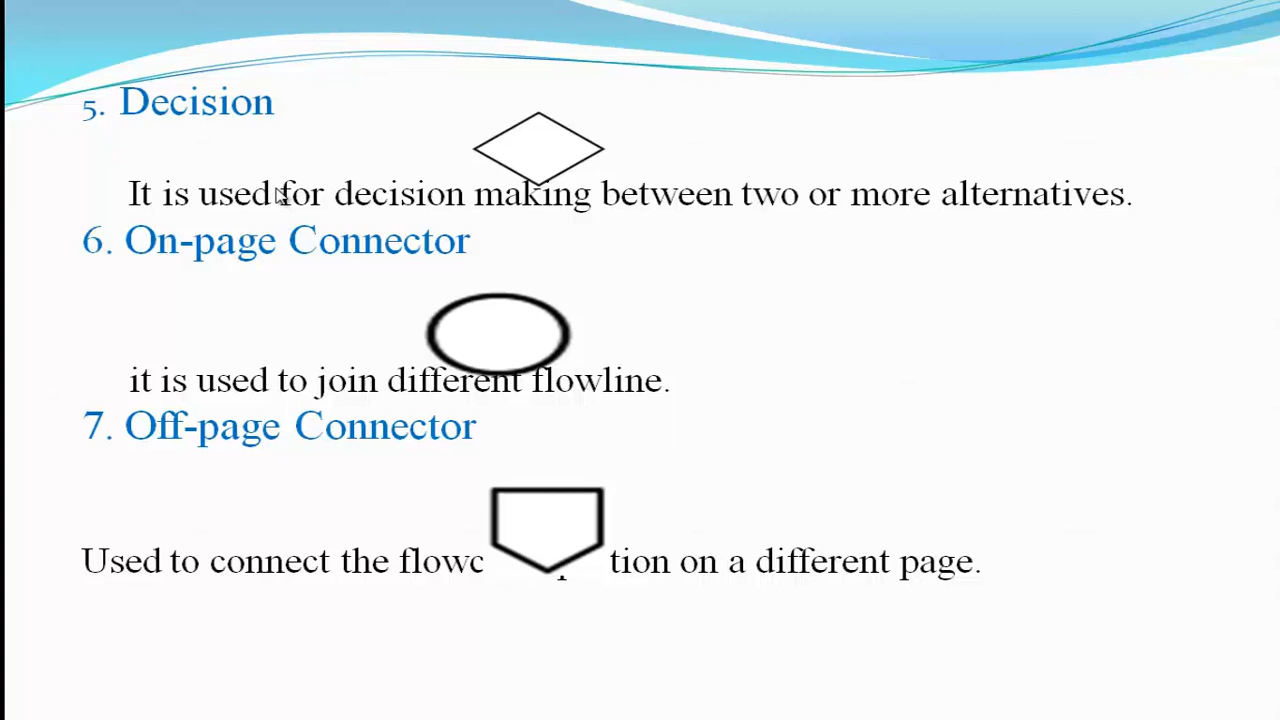 5. Decision
It is used for decision making between two or more alternatives.
6. On-page Connector
it is used to join different flowline.
7. Off-page Connector
Used to connect the flowc tion on a different page.